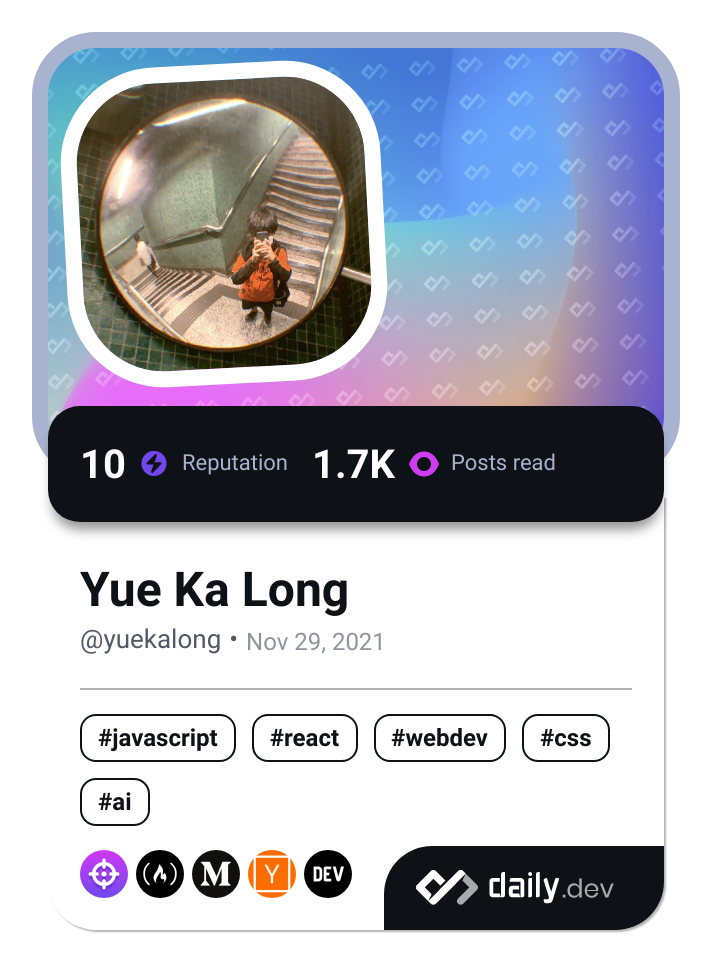 10 Reputation 1.7K Posts read
Yue Ka Long
@yuekalong • Nov 29, 2021
#javascript #react #webdev #css
#ai
M Y DEV daily.dev